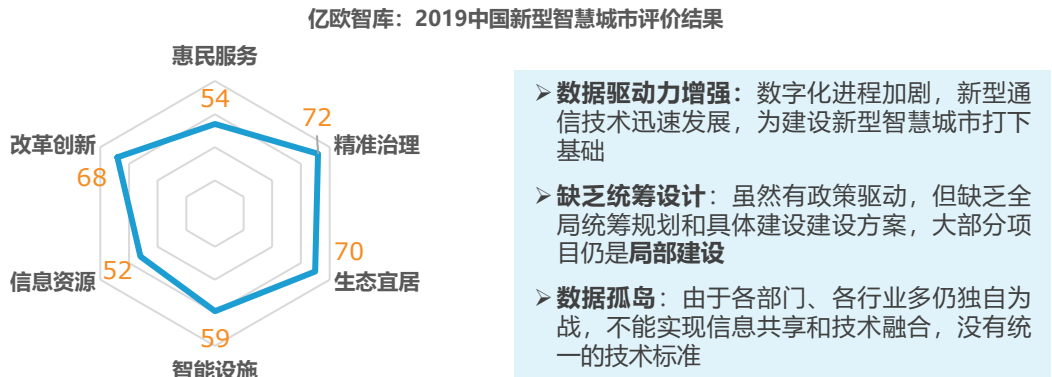 亿欧智库：2019中国新型智慧城市评价结果
惠民服务
54
72
精准治理
改革创新
68
70
生态宜居
信息资源
52
59
智能设施
➢数据驱动力增强：数字化进程加剧，新型通
信技术迅速发展，为建设新型智慧城市打下
基础
➢缺乏统筹设计：虽然有政策驱动，但缺乏全
局统筹规划和具体建设建设方案，大部分项
目仍是局部建设
➢数据孤岛：由于各部门、各行业多仍独自为
战，不能实现信息共享和技术融合，没有统
一的技术标准